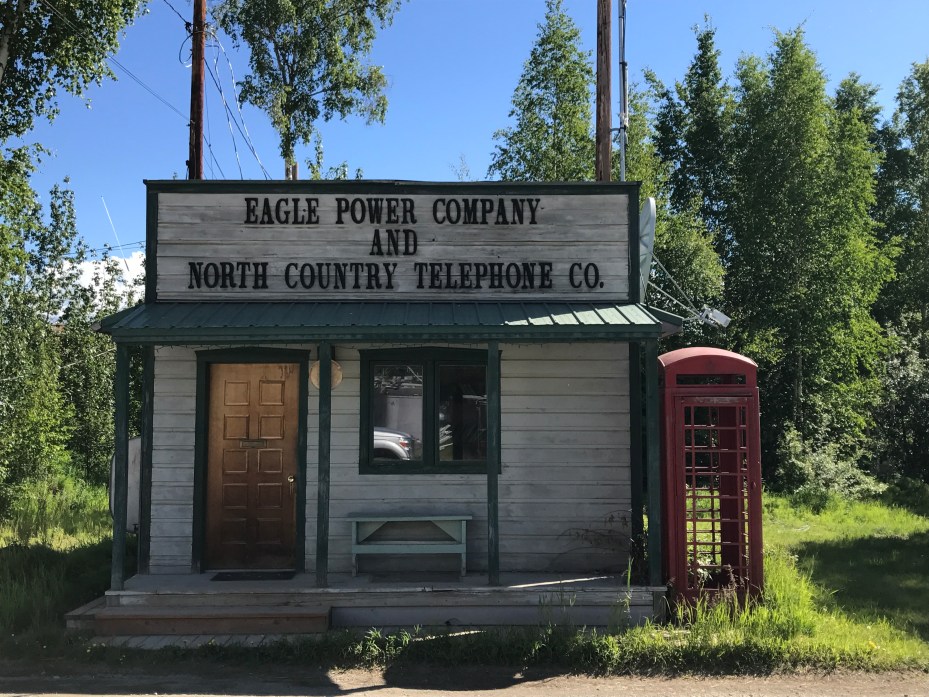 EAGLE POWER COMPANY
AND
NORTH COUNTRY TELEPHONE CO.